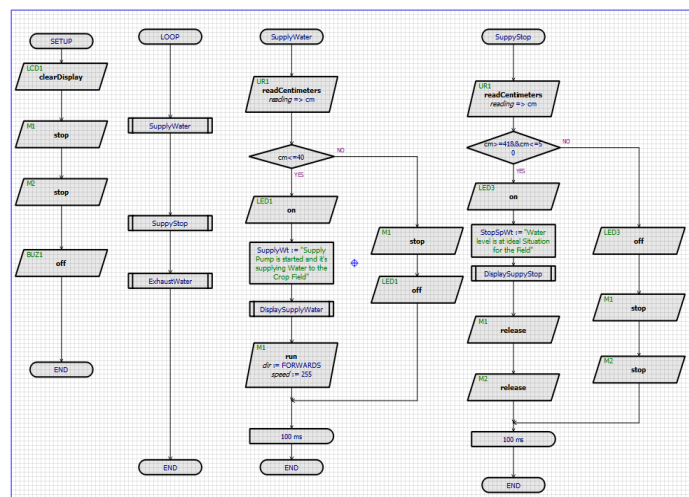 SETUP
LCD1
clearDisplay
M1
stop
M2
stop
BUZ1
off
END
LOOP
SupplyWater
SuppyStop
ExhaustWater
END
SupplyWater
UR1
readCentimeters
reading => cm
cm<=40
NO
YES
LED1
on
SupplyWt := "Supply
Pump is started and it's
supplying Water to the
Crop Field"
DisplaySupplyWater
M1
run
dir := FORWARDS
speed := 255
M1
stop
LED1
off
100 ms
END
SuppyStop
UR1
readCentimeters
reading => cm
cm>=41&&cm<=5
0
NO
YES
LED3
on
StopSpWt := "Water
level is at ideal Situation
for the Field"
DisplaySuppyStop
M1
release
M2
release
LED3
off
M1
stop
M2
stop
100 ms
END